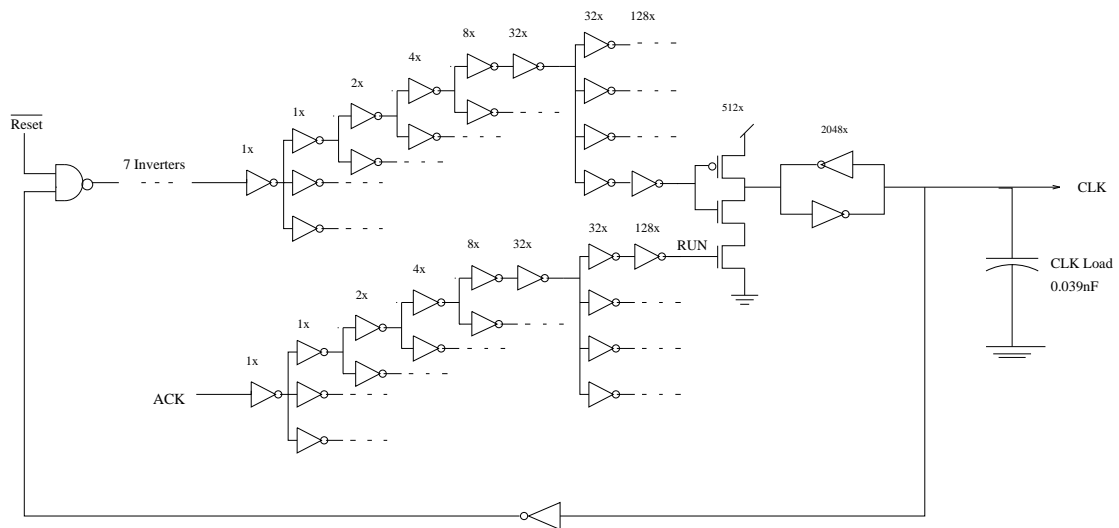 32x 128x
8x 32x
4x
2x
1x
512x
Reset
1x
7 Inverters
2048x
CLK
32x 128x
8x 32x
RUN
4x
2x
1x
1x
ACK
CLK Load
0.039nF